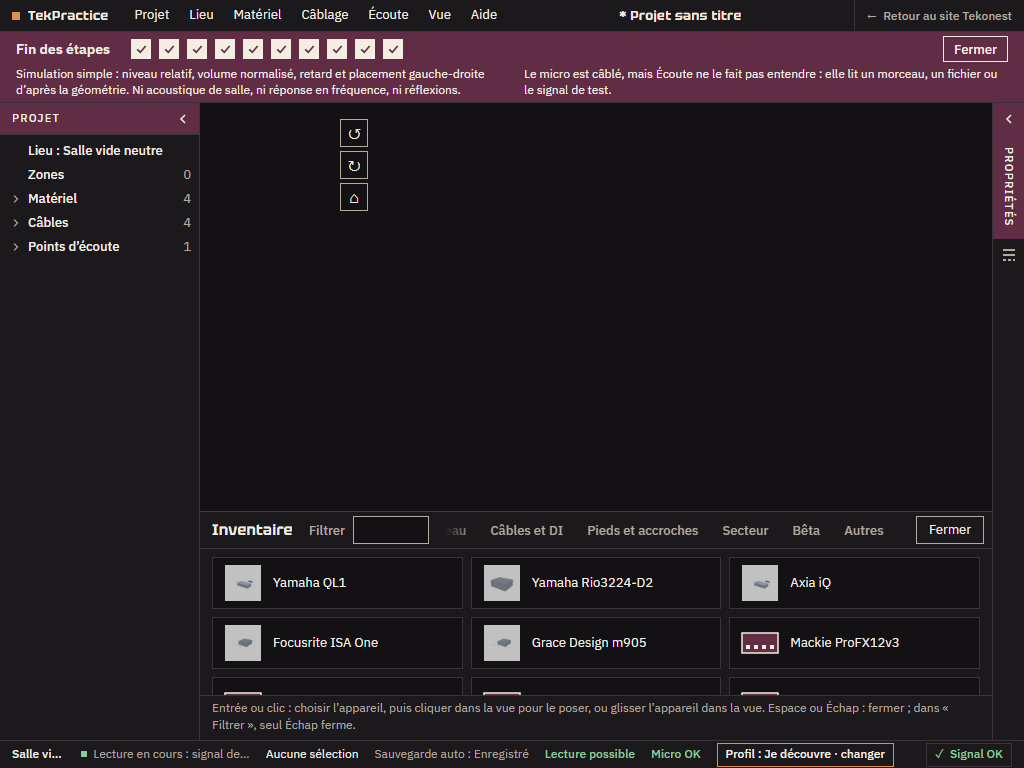 TekPractice Projet Lieu Matériel Câblage Écoute Vue Aide * Projet sans titre ← Retour au site Tekonest
Fin des étapes Fermer
Simulation simple : niveau relatif, volume normalisé, retard et placement gauche-droite
d'après la géométrie. Ni acoustique de salle, ni réponse en fréquence, ni réflexions.
Le micro est câblé, mais Écoute ne le fait pas entendre : elle lit un morceau, un fichier ou
le signal de test.
PROJET
Lieu : Salle vide neutre
Zones 0
Matériel 4
Câbles 4
Points d'écoute 1
PROPRIÉTÉS
Inventaire Filtrer eau Câbles et DI Pieds et accroches Secteur Bêta Autres Fermer
Yamaha QL1 Yamaha Rio3224-D2 Axia iQ
Focusrite ISA One Grace Design m905 Mackie ProFX12v3
Entrée ou clic : choisir l'appareil, puis cliquer dans la vue pour le poser, ou glisser l'appareil dans la vue. Espace ou Échap : fermer ; dans «
Filtrer », seul Échap ferme.
Salle vi... Lecture en cours : signal de... Aucune sélection Sauvegarde auto : Enregistré Lecture possible Micro OK Profil : Je découvre · changer ✓ Signal OK